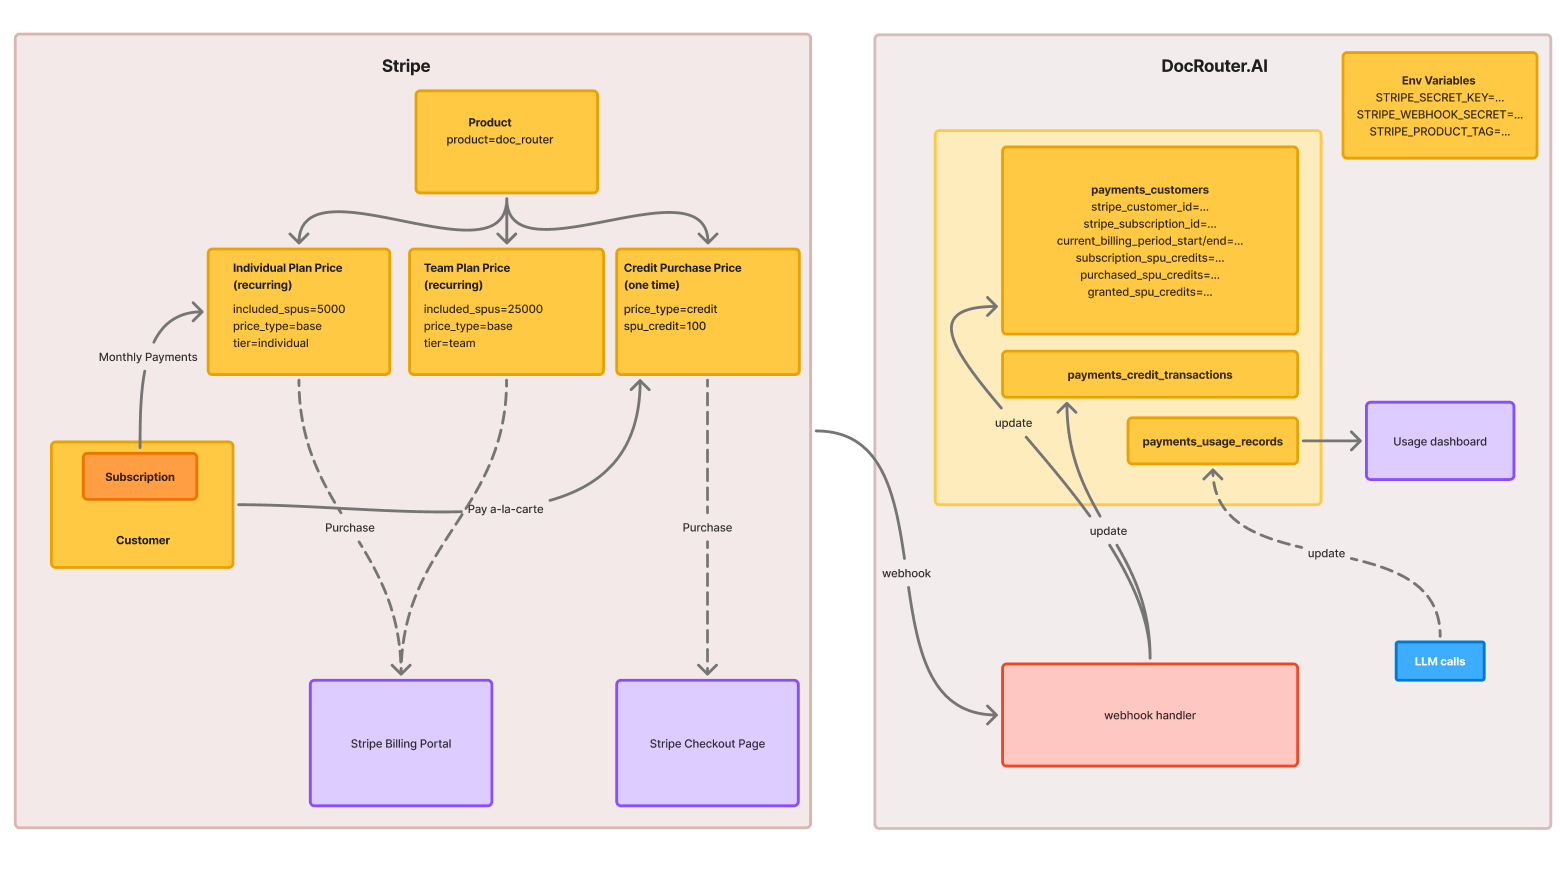 Stripe
Product
product=doc_router
Individual Plan Price
(recurring)
included_spus=5000
price_type=base
tier=individual
Team Plan Price
(recurring)
included_spus=25000
price_type=base
tier=team
Credit Purchase Price
(one time)
price_type=credit
spu_credit=100
Monthly Payments
Subscription
Customer
Pay a-la-carte
Purchase
Purchase
Stripe Billing Portal
Stripe Checkout Page
webhook
DocRouter.AI
Env Variables
STRIPE_SECRET_KEY=...
STRIPE_WEBHOOK_SECRET=...
STRIPE_PRODUCT_TAG=...
payments_customers
stripe_customer_id=...
stripe_subscription_id=...
current_billing_period_start/end=...
subscription_spu_credits=...
purchased_spu_credits=...
granted_spu_credits=...
payments_credit_transactions
update
payments_usage_records
Usage dashboard
update
update
LLM calls
webhook handler